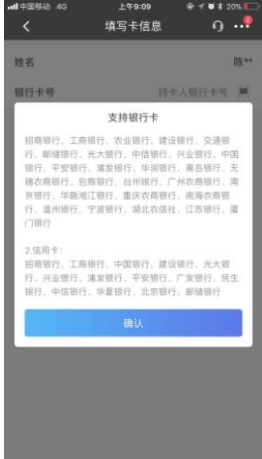 中国移动 4G 上午9:09 20%
填写卡信息
姓名 陈**
银行卡号 持卡人银行卡号
支持银行卡
招商银行、工商银行、农业银行、建设银行、交通银
行、邮储银行、光大银行、中信银行、兴业银行、中国
银行、平安银行、浦发银行、华润银行、青岛银行、无
锡农商银行、包商银行、台州银行、广州农商银行、南
京银行、华融湘江银行、重庆农商银行、南海农商银
行、温州银行、宁波银行、湖北农信社、江苏银行、厦
门银行
2.信用卡:
招商银行、工商银行、中国银行、建设银行、光大银
行、兴业银行、浦发银行、平安银行、广发银行、民生
银行、中信银行、华夏银行、北京银行、邮储银行
确认